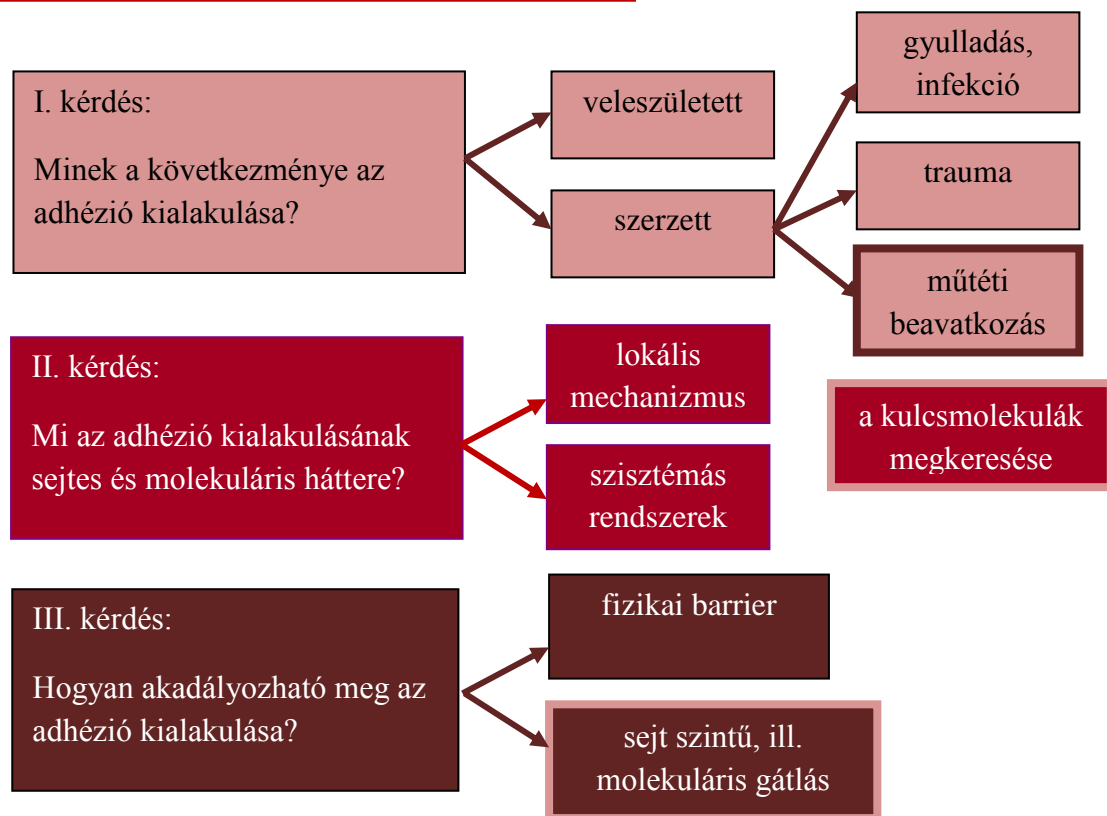 I. kérdés:
Minek a következménye az
adhézió kialakulása?
veleszületett
szerzett
gyulladás,
infekció
trauma
műtéti
beavatkozás
II. kérdés:
Mi az adhézió kialakulásának
sejtes és molekuláris háttere?
lokális
mechanizmus
szisztémás
rendszerek
a kulcsmolekulák
megkeresése
III. kérdés:
Hogyan akadályozható meg az
adhézió kialakulása?
fizikai barrier
sejt szintű, ill.
molekuláris gátlás